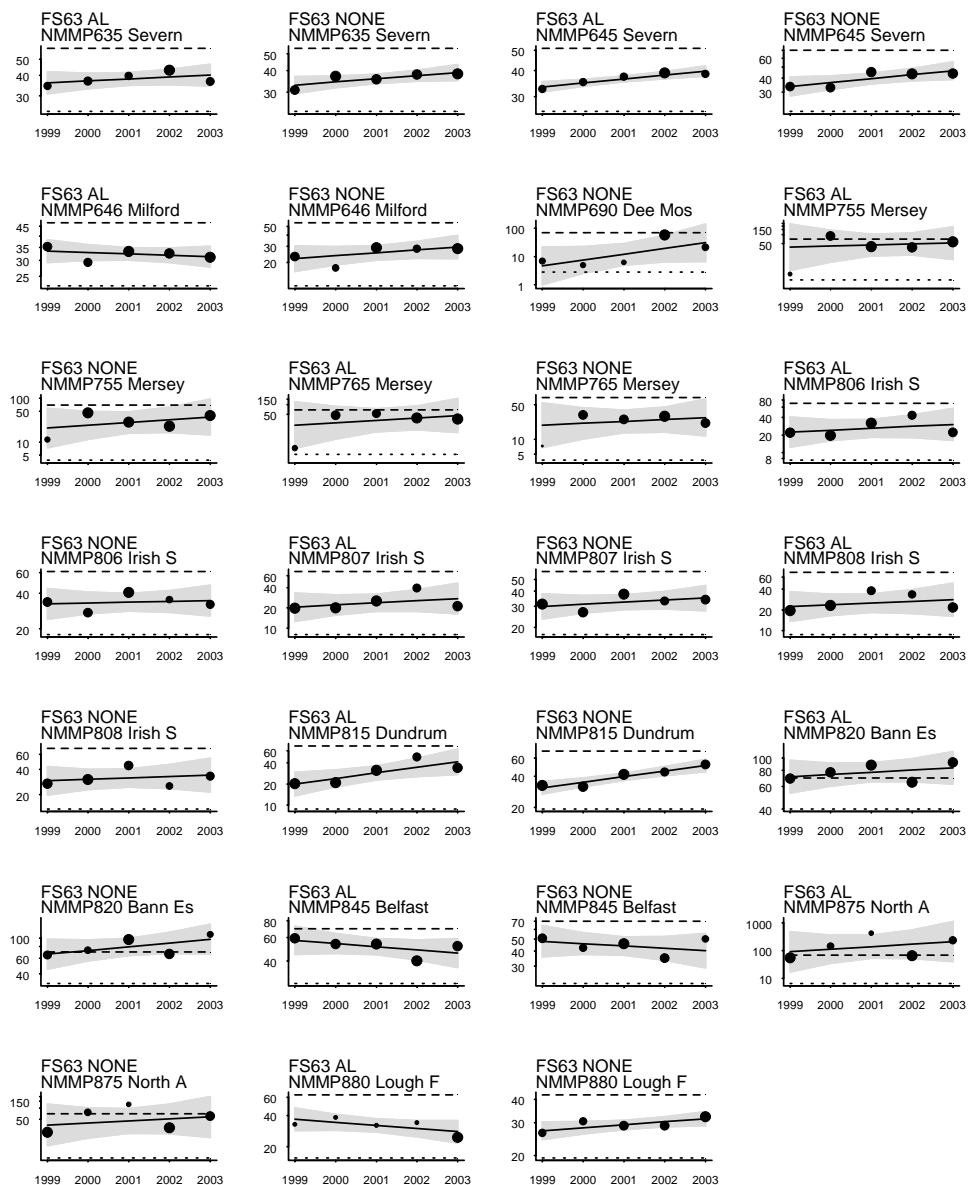 FS63 AL
NMMP635 Severn
50
40
30
1999 2000 2001 2002 2003
FS63 NONE
NMMP635 Severn
50
40
30
1999 2000 2001 2002 2003
FS63 AL
NMMP645 Severn
50
40
30
1999 2000 2001 2002 2003
FS63 NONE
NMMP645 Severn
60
40
30
1999 2000 2001 2002 2003
FS63 AL
NMMP646 Milford
45
35
30
25
1999 2000 2001 2002 2003
FS63 NONE
NMMP646 Milford
50
30
20
1999 2000 2001 2002 2003
FS63 NONE
NMMP690 Dee Mos
100
50
10
1
1999 2000 2001 2002 2003
FS63 AL
NMMP755 Mersey
150
50
1999 2000 2001 2002 2003
FS63 NONE
NMMP755 Mersey
100
50
10
5
1999 2000 2001 2002 2003
FS63 AL
NMMP765 Mersey
150
50
1999 2000 2001 2002 2003
FS63 NONE
NMMP765 Mersey
50
10
5
1999 2000 2001 2002 2003
FS63 AL
NMMP806 Irish S
80
40
20
8
1999 2000 2001 2002 2003
FS63 NONE
NMMP806 Irish S
60
40
20
1999 2000 2001 2002 2003
FS63 AL
NMMP807 Irish S
60
40
20
10
1999 2000 2001 2002 2003
FS63 NONE
NMMP807 Irish S
50
40
30
20
1999 2000 2001 2002 2003
FS63 AL
NMMP808 Irish S
60
40
20
10
1999 2000 2001 2002 2003
FS63 NONE
NMMP808 Irish S
60
40
20
1999 2000 2001 2002 2003
FS63 AL
NMMP815 Dundrum
60
40
20
10
1999 2000 2001 2002 2003
FS63 NONE
NMMP815 Dundrum
60
40
20
1999 2000 2001 2002 2003
FS63 AL
NMMP820 Bann Es
100
80
60
40
1999 2000 2001 2002 2003
FS63 NONE
NMMP820 Bann Es
100
60
40
1999 2000 2001 2002 2003
FS63 AL
NMMP845 Belfast
80
60
40
1999 2000 2001 2002 2003
FS63 NONE
NMMP845 Belfast
70
50
40
30
1999 2000 2001 2002 2003
FS63 AL
NMMP875 North A
1000
100
10
1999 2000 2001 2002 2003
FS63 NONE
NMMP875 North A
150
50
1999 2000 2001 2002 2003
FS63 AL
NMMP880 Lough F
60
40
20
1999 2000 2001 2002 2003
FS63 NONE
NMMP880 Lough F
40
30
20
1999 2000 2001 2002 2003